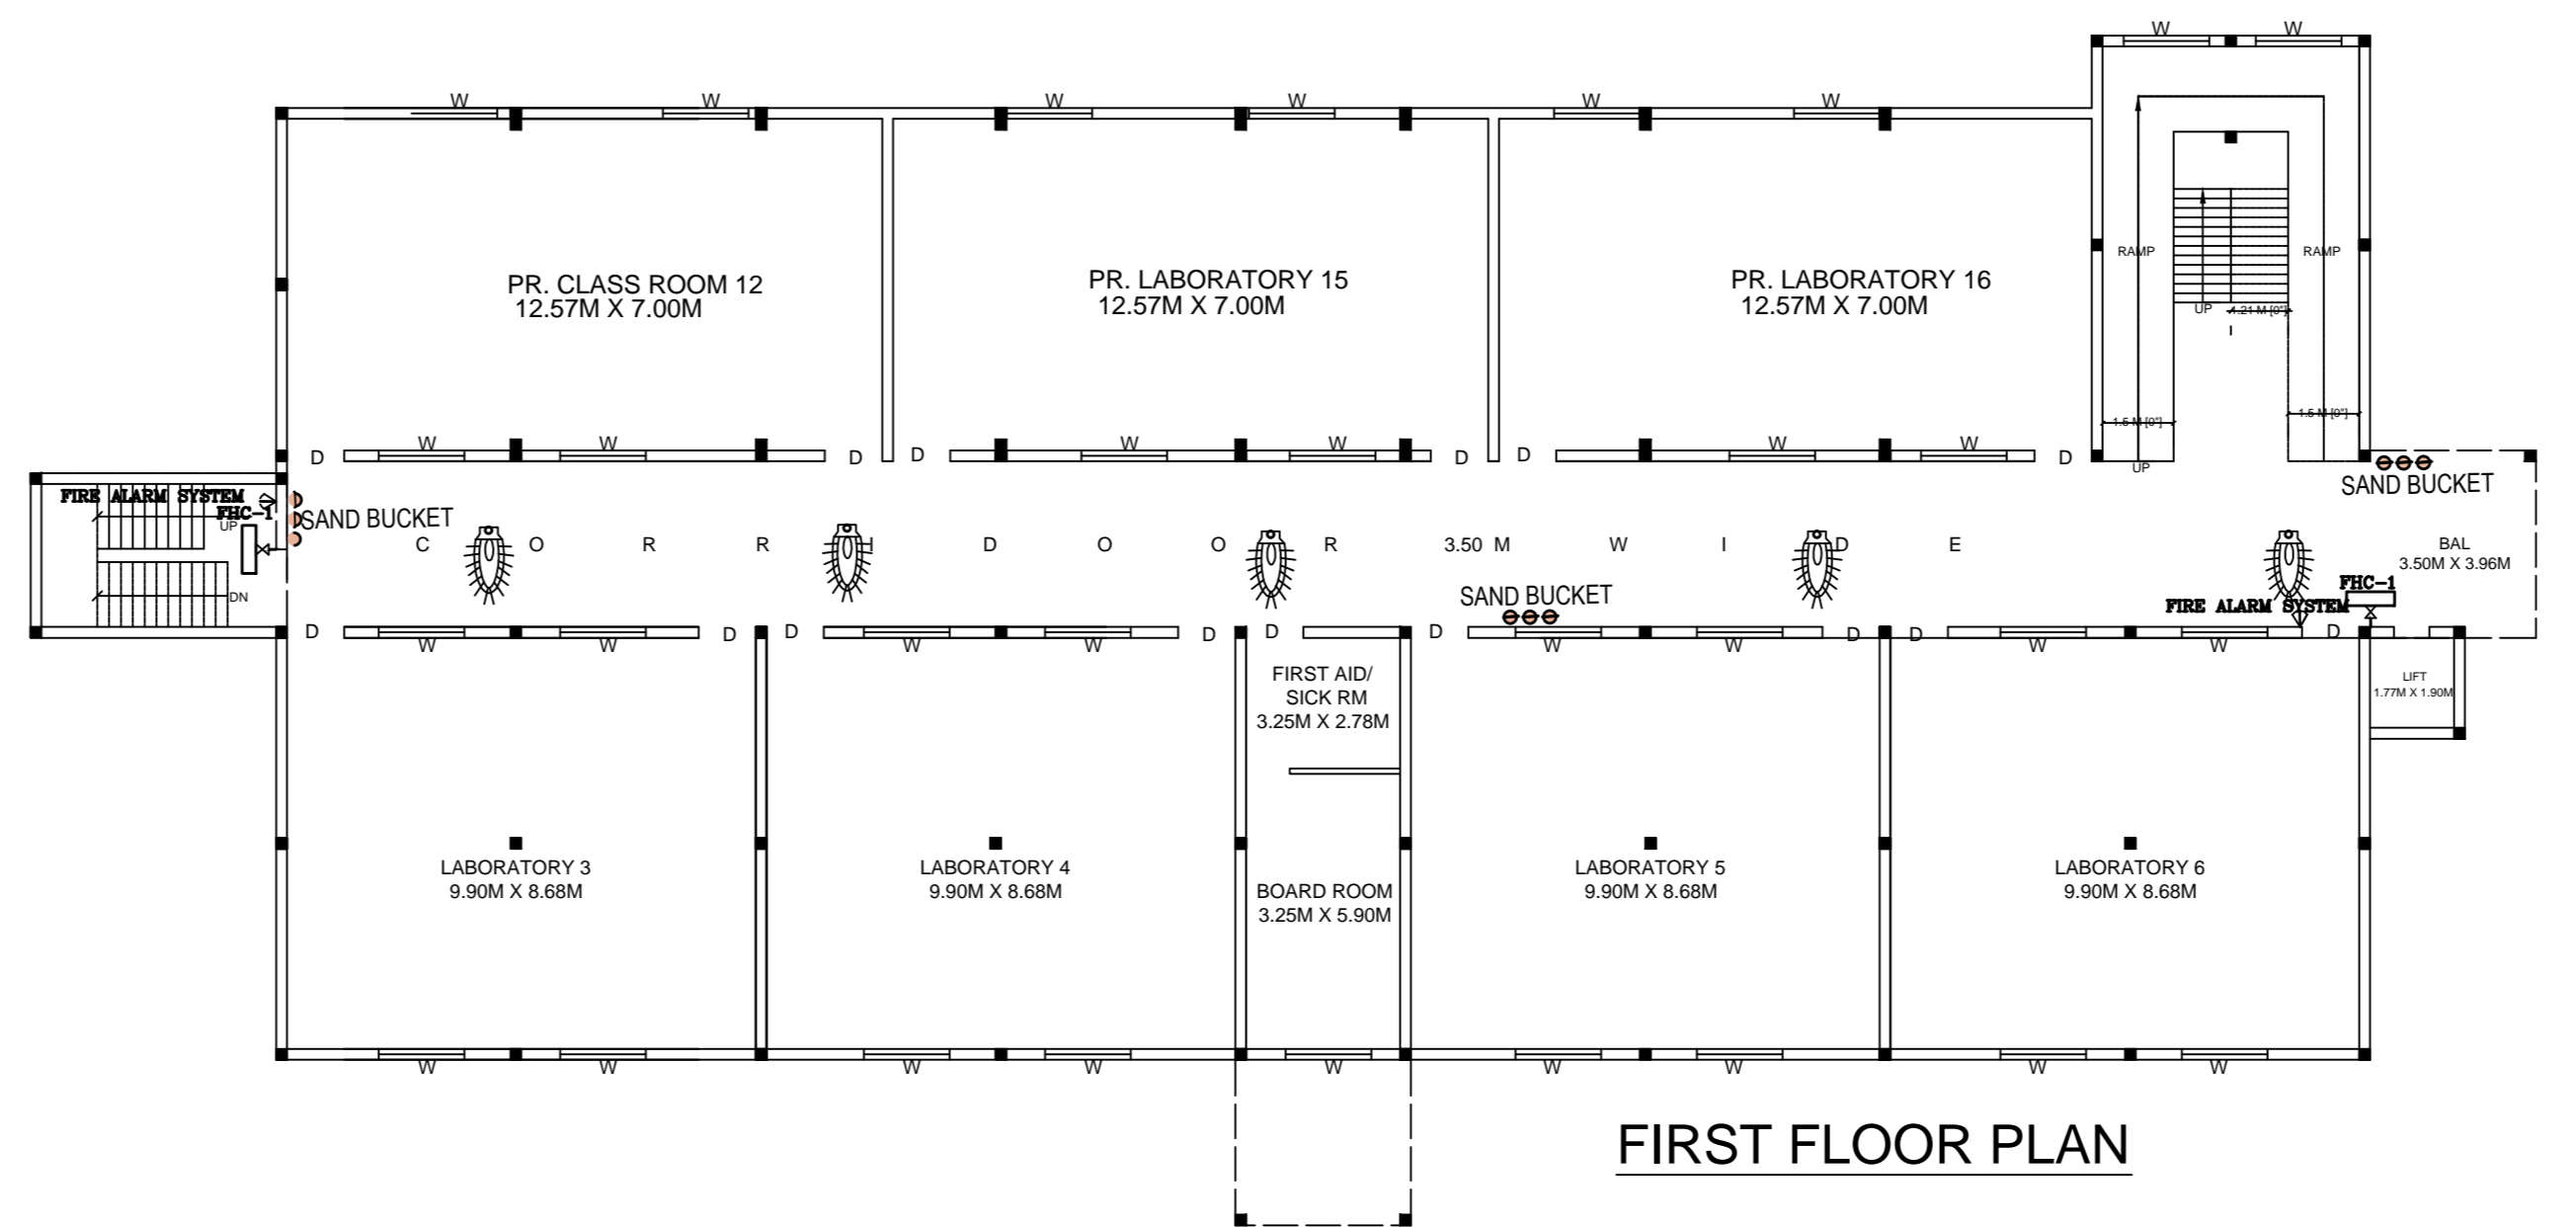 W W
W W W W W W
PR. CLASS ROOM 12
12.57M X 7.00M
PR. LABORATORY 15
12.57M X 7.00M
PR. LABORATORY 16
12.57M X 7.00M
RAMP
RAMP
UP
1.21 M [0"]
1.5 M [0"]
1.5 M [0"]
UP
W W W W W W
D D D D D D
FIRE ALARM SYSTEM
FHC-1
UP
SAND BUCKET
SAND BUCKET
C O R R I D O O R 3.50 M W I D E
BAL
3.50M X 3.96M
DN
SAND BUCKET
FHC-1
FIRE ALARM SYSTEM
D D D D D D D D D
W W W W W W W W
FIRST AID/
SICK RM
3.25M X 2.78M
LIFT
1.77M X 1.90M
LABORATORY 3
9.90M X 8.68M
LABORATORY 4
9.90M X 8.68M
BOARD ROOM
3.25M X 5.90M
LABORATORY 5
9.90M X 8.68M
LABORATORY 6
9.90M X 8.68M
W W W W W W W W W
FIRST FLOOR PLAN